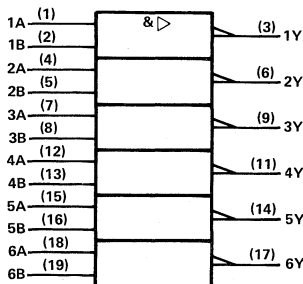 1A (1) & ▷ (3) 1Y
1B (2)
2A (4) (6) 2Y
2B (5)
3A (7) (9) 3Y
3B (8)
4A (12) (11) 4Y
4B (13)
5A (15) (14) 5Y
5B (16)
6A (18) (17) 6Y
6B (19)